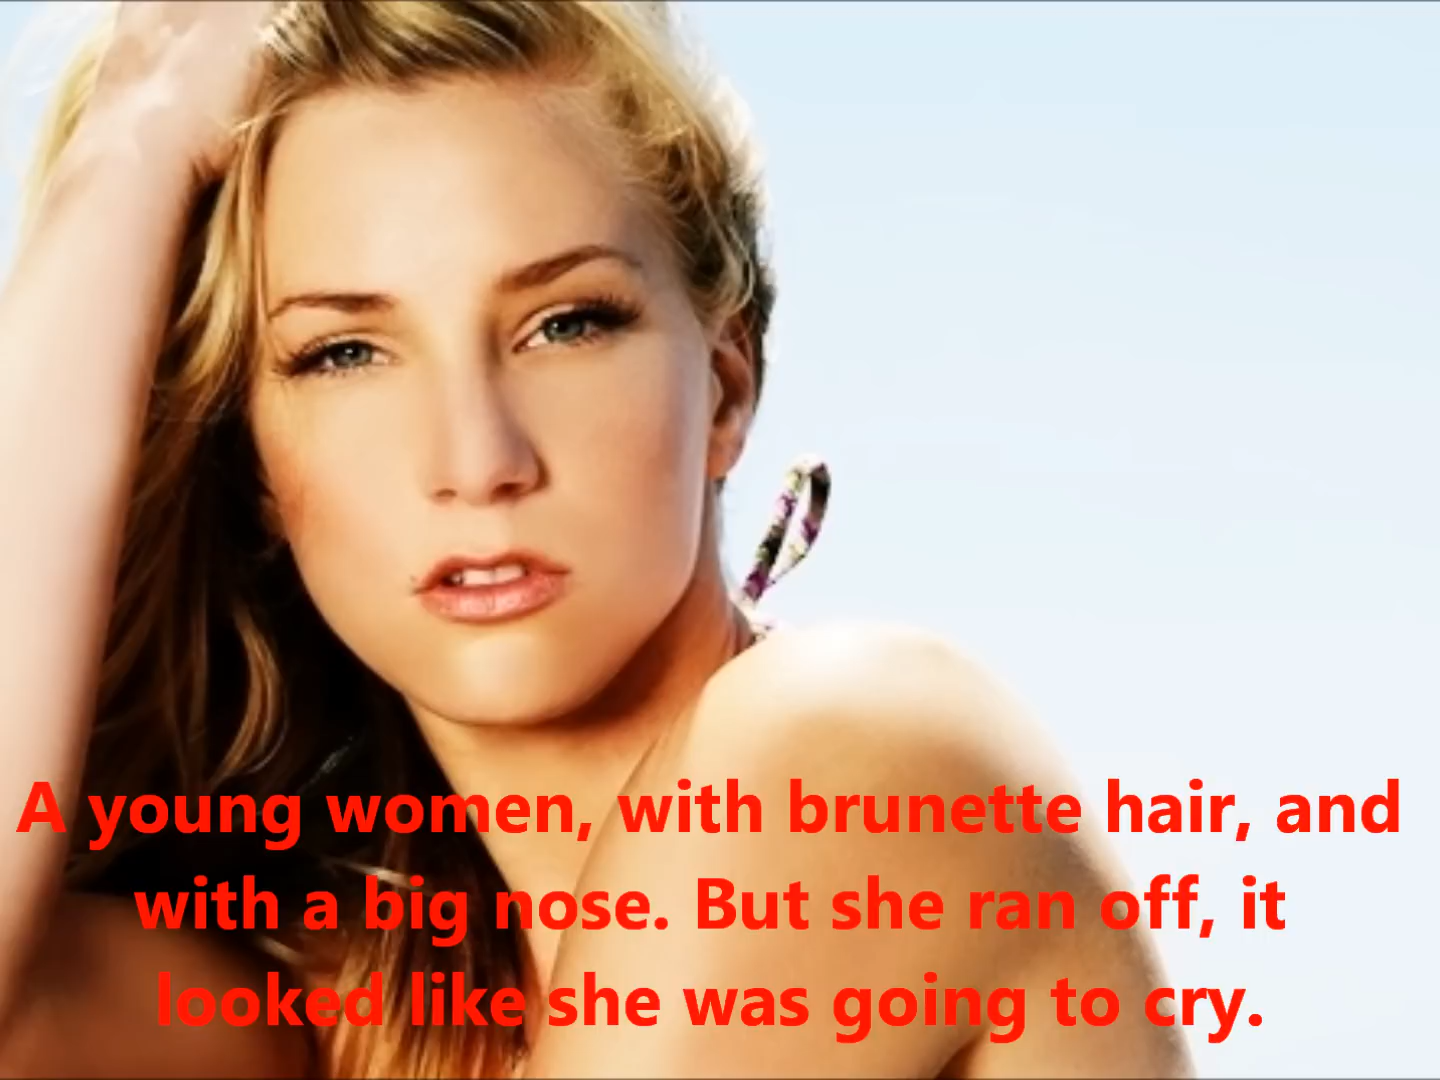 A young women, with brunette hair, and
with a big nose. But she ran off, it
looked like she was going to cry.